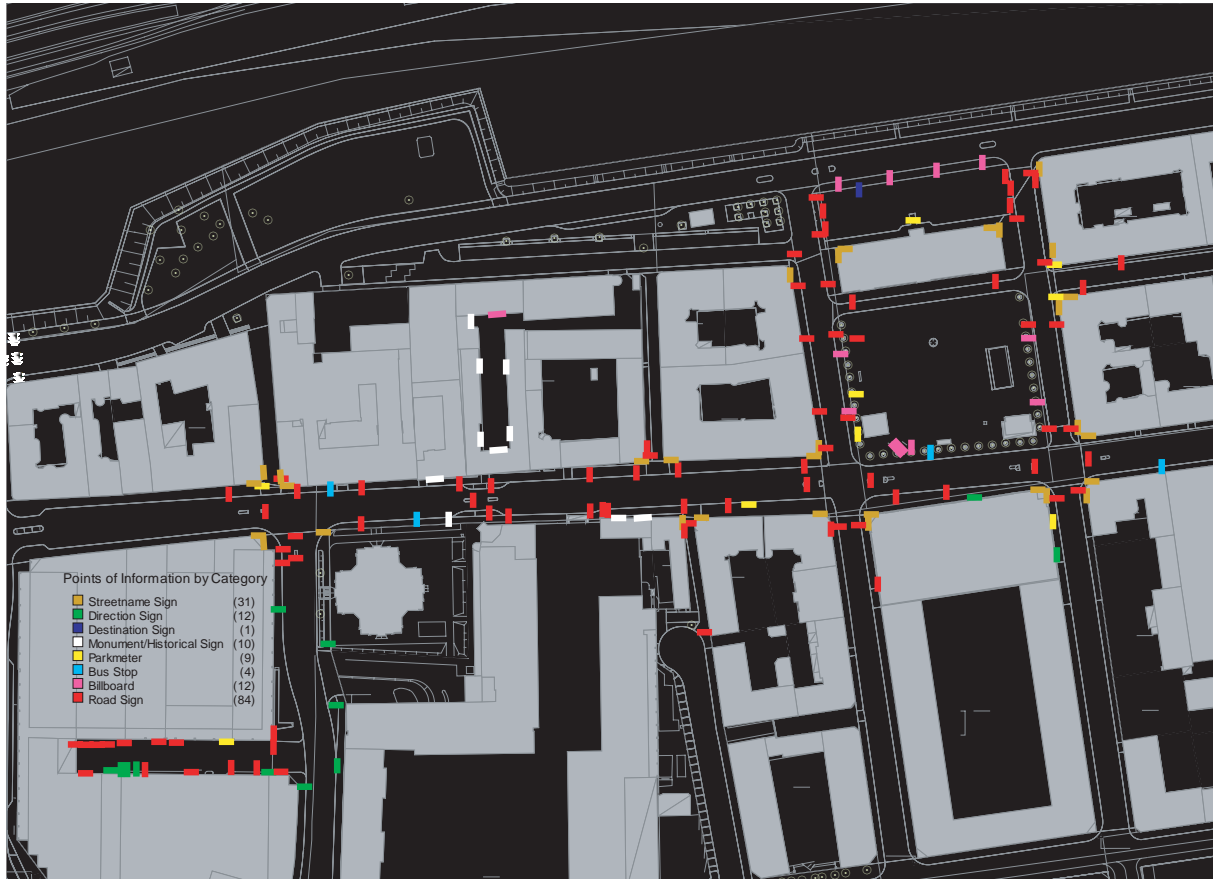 Points of Information by Category
Streetname Sign (31)
Direction Sign (12)
Destination Sign (1)
Monument/Historical Sign (10)
Parkmeter (9)
Bus Stop (4)
Billboard (12)
Road Sign (84)